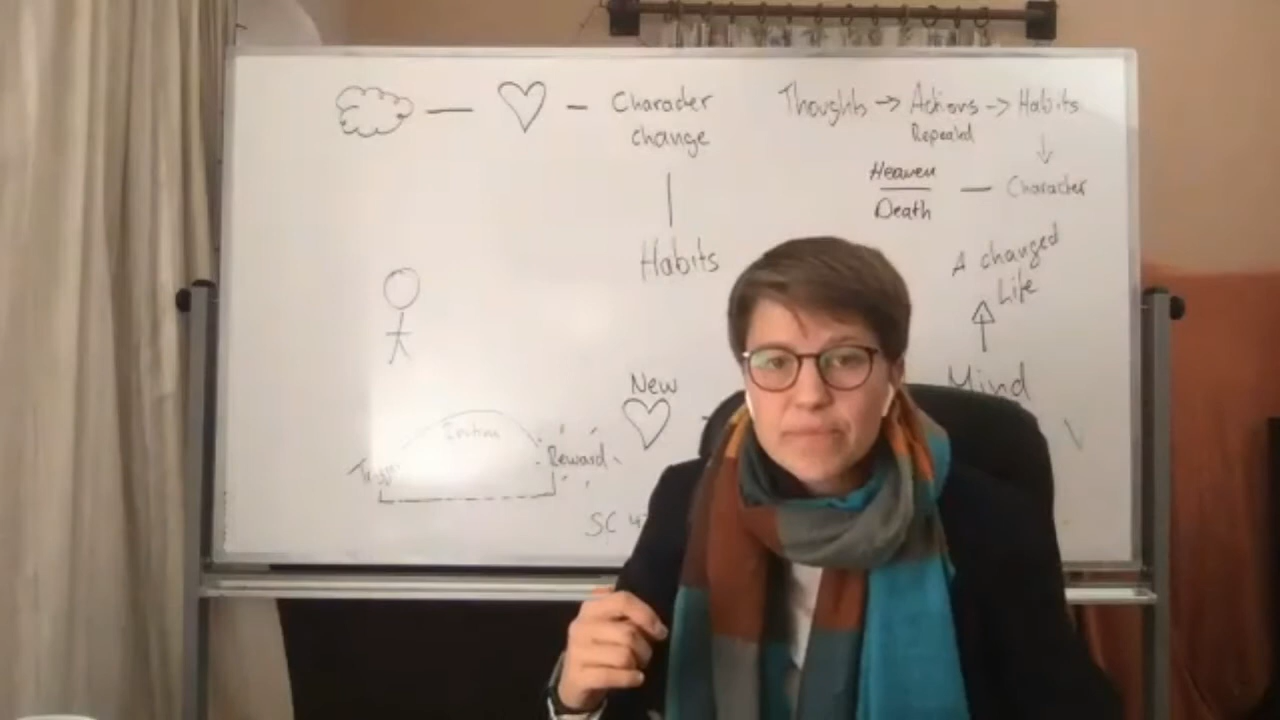 Character
change
Habits
Thoughts -> Actions -> Habits
Repeated
Heaven
Death
— Character
A changed
Life
Mind
New
Reward
SC